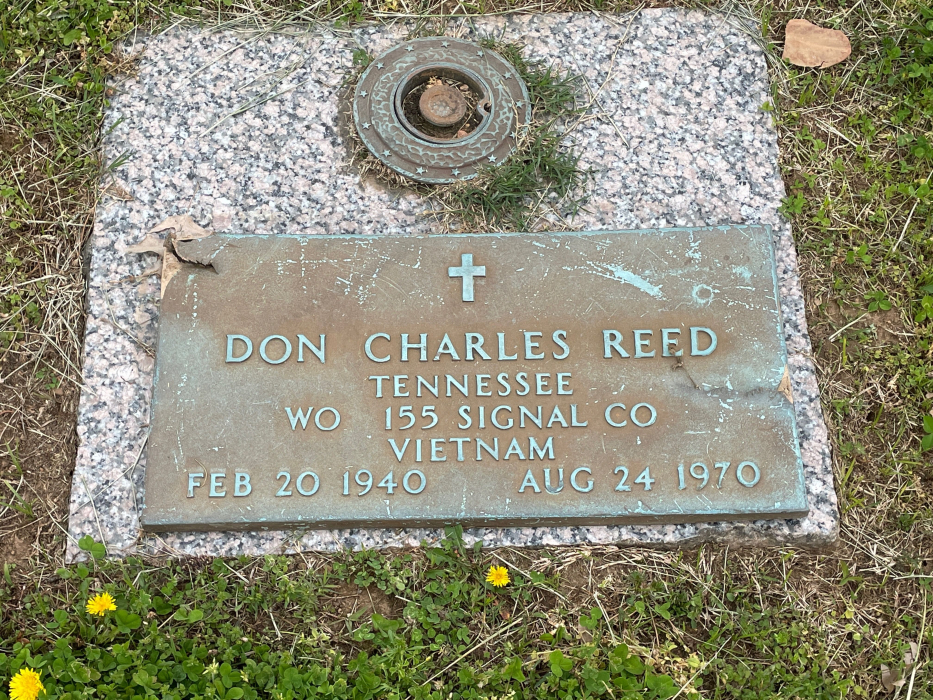 DON CHARLES REED
TENNESSEE
WO 155 SIGNAL CO
VIETNAM
FEB 20 1940 AUG 24 1970